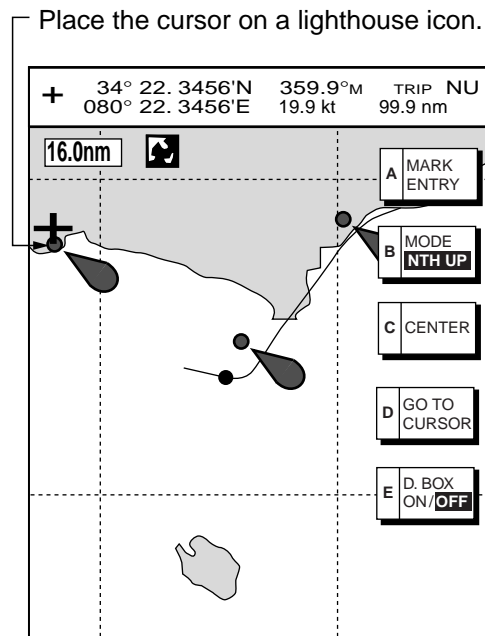 Place the cursor on a lighthouse icon.
+ 34° 22. 3456'N 359.9°M TRIP NU
080° 22. 3456'E 19.9 kt 99.9 nm
16.0nm
A MARK
ENTRY
B MODE
NTH UP
C CENTER
D GO TO
CURSOR
E D. BOX
ON/OFF